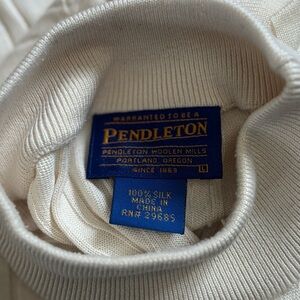 WARRANTED TO BE A
PENDLETON
PENDLETON WOOLEN MILLS
PORTLAND, OREGON
SINCE 1863 L
100% SILK
MADE IN
CHINA
RN# 29685